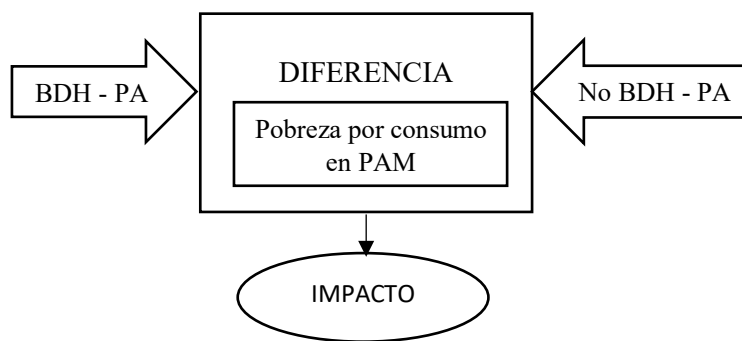 DIFERENCIA
BDH - PA
No BDH - PA
Pobreza por consumo
en PAM
IMPACTO